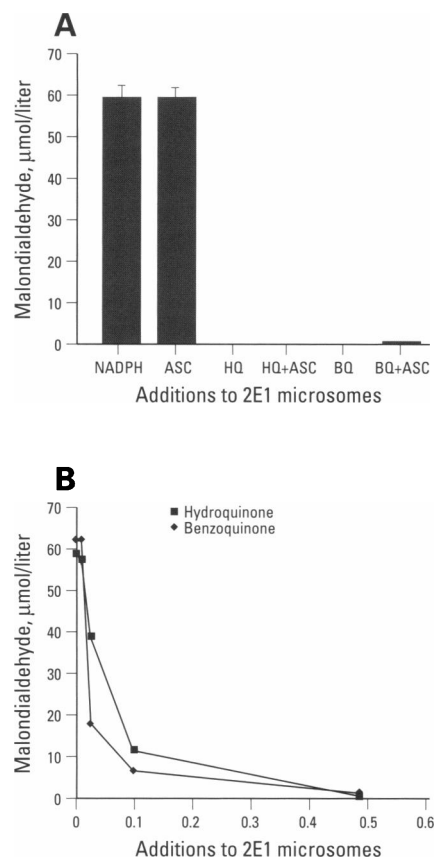 A
Malondialdehyde, μmol/liter
70
60
50
40
30
20
10
0
NADPH ASC HQ HQ+ASC BQ BQ+ASC
Additions to 2E1 microsomes
B
Malondialdehyde, μmol/liter
70
60
50
40
30
20
10
0
Hydroquinone
Benzoquinone
0 0.1 0.2 0.3 0.4 0.5 0.6
Additions to 2E1 microsomes